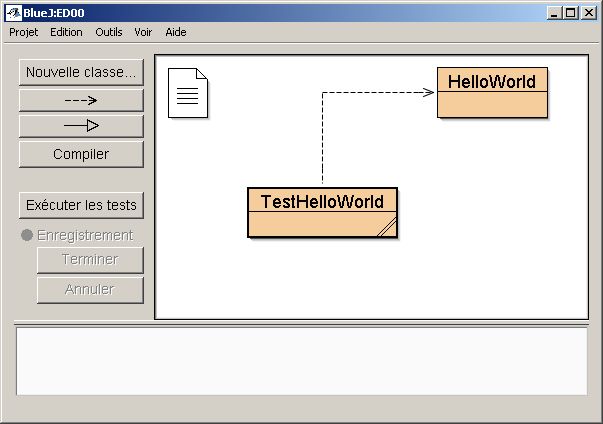 BlueJ:ED00
Projet Edition Outils Voir Aide
Nouvelle classe...
Compiler
Exécuter les tests
Enregistrement
Terminer
Annuler
HelloWorld
TestHelloWorld